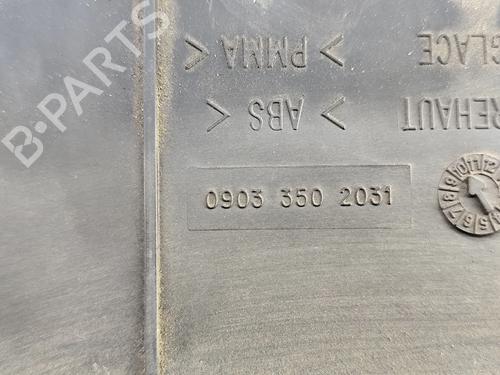 GLACE > PMMA <
REHAUT > ABS <
0903 350 2031
B-PARTS